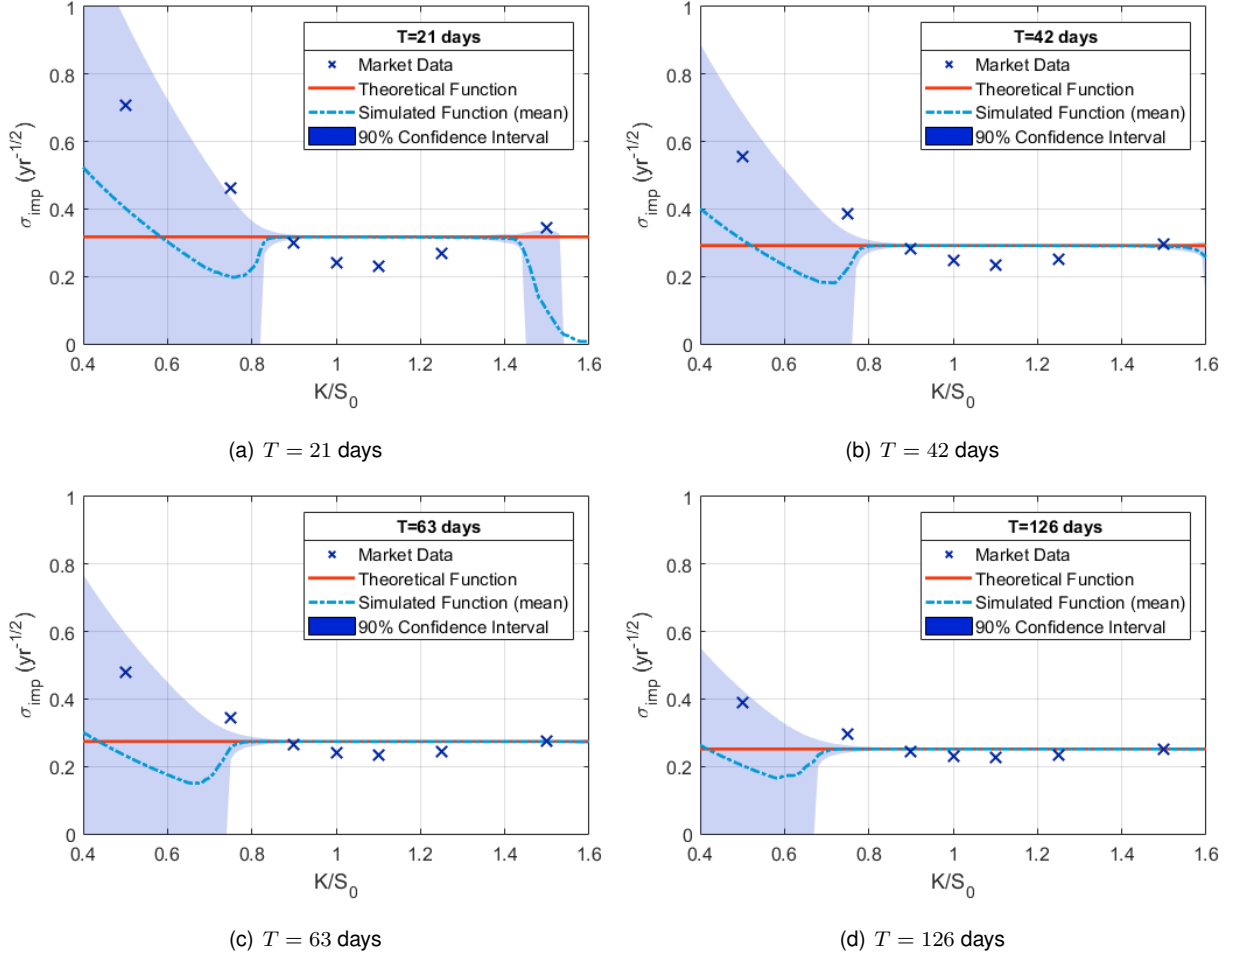 T=21 days
Market Data
Theoretical Function
Simulated Function (mean)
90% Confidence Interval
1
0.8
0.6
0.4
0.2
0
0.4 0.6 0.8 1 1.2 1.4 1.6
σimp (yr-1/2)
K/S0
(a) T = 21 days
T=42 days
Market Data
Theoretical Function
Simulated Function (mean)
90% Confidence Interval
1
0.8
0.6
0.4
0.2
0
0.4 0.6 0.8 1 1.2 1.4 1.6
σimp (yr-1/2)
K/S0
(b) T = 42 days
T=63 days
Market Data
Theoretical Function
Simulated Function (mean)
90% Confidence Interval
1
0.8
0.6
0.4
0.2
0
0.4 0.6 0.8 1 1.2 1.4 1.6
σimp (yr-1/2)
K/S0
(c) T = 63 days
T=126 days
Market Data
Theoretical Function
Simulated Function (mean)
90% Confidence Interval
1
0.8
0.6
0.4
0.2
0
0.4 0.6 0.8 1 1.2 1.4 1.6
σimp (yr-1/2)
K/S0
(d) T = 126 days